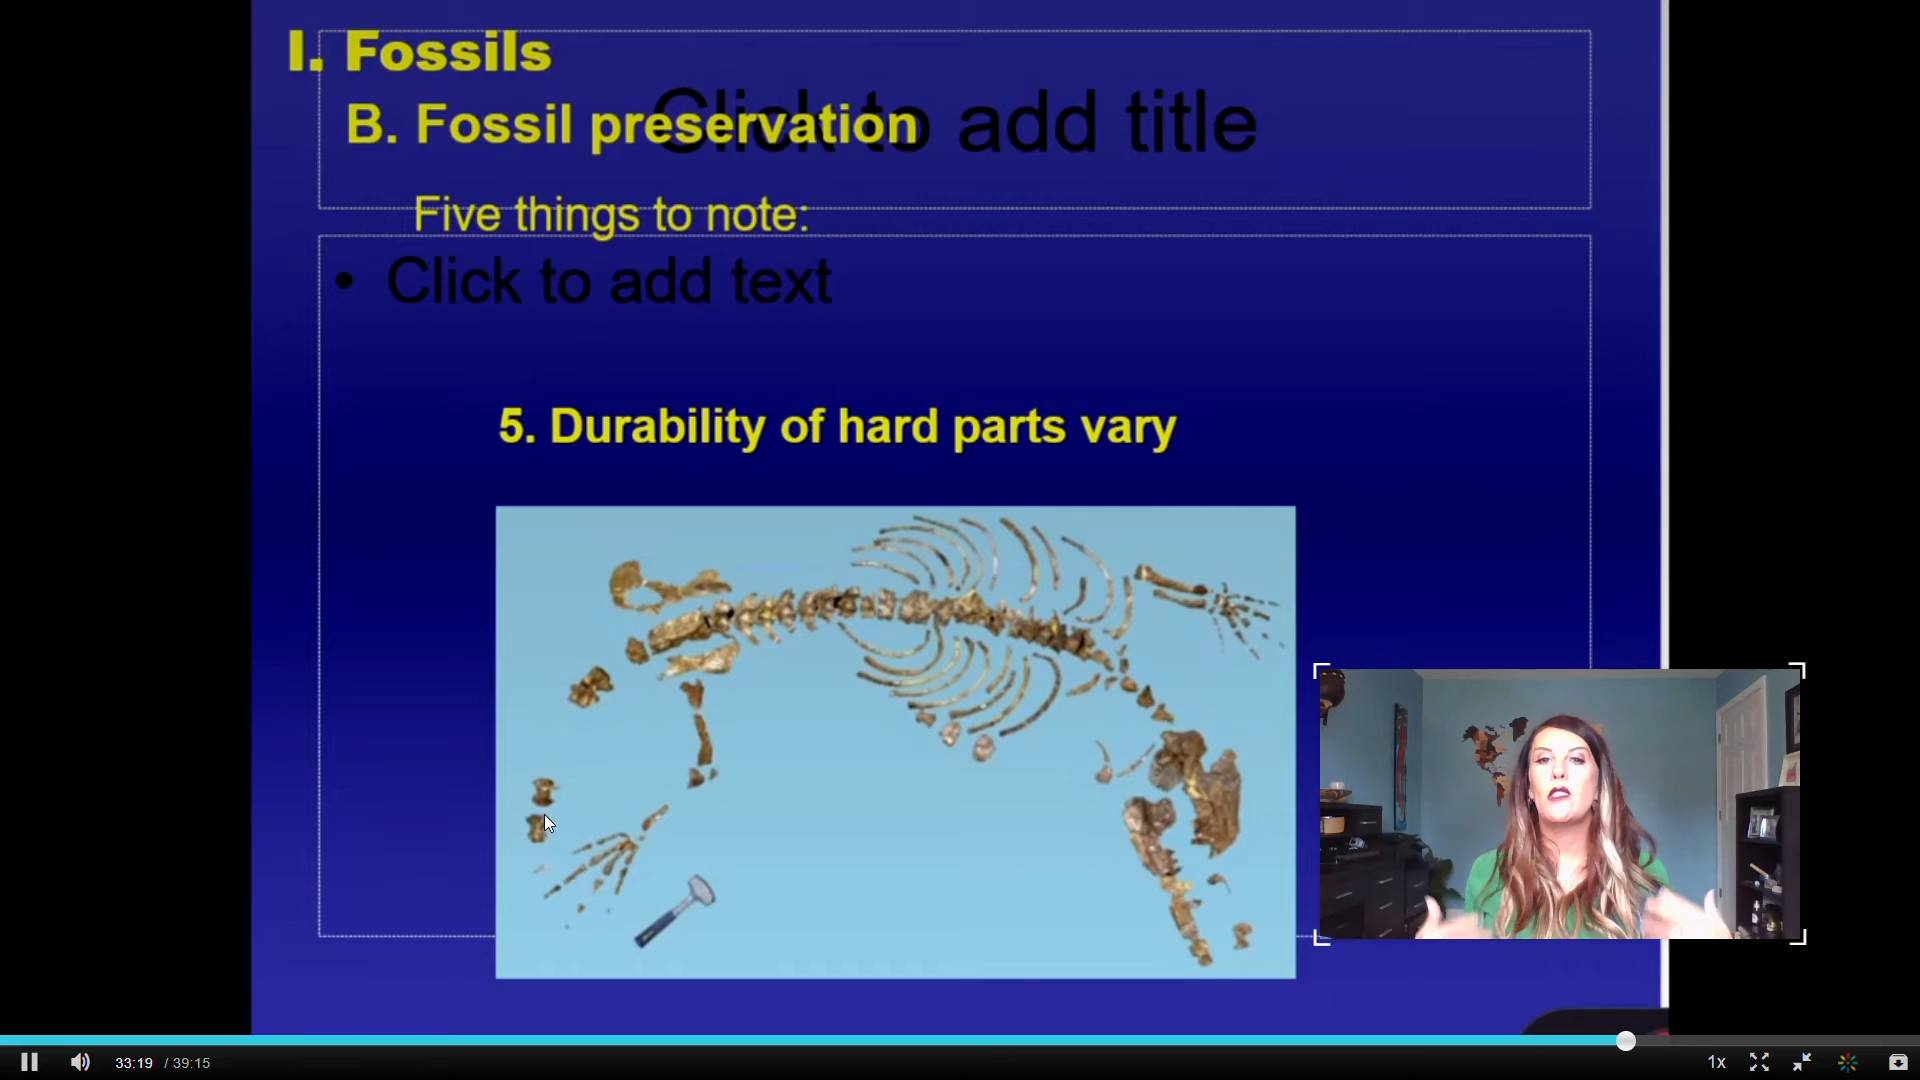 I. Fossils
B. Fossil preservation
Click to add title
Five things to note:
• Click to add text
5. Durability of hard parts vary
33:19 / 39:15
1x